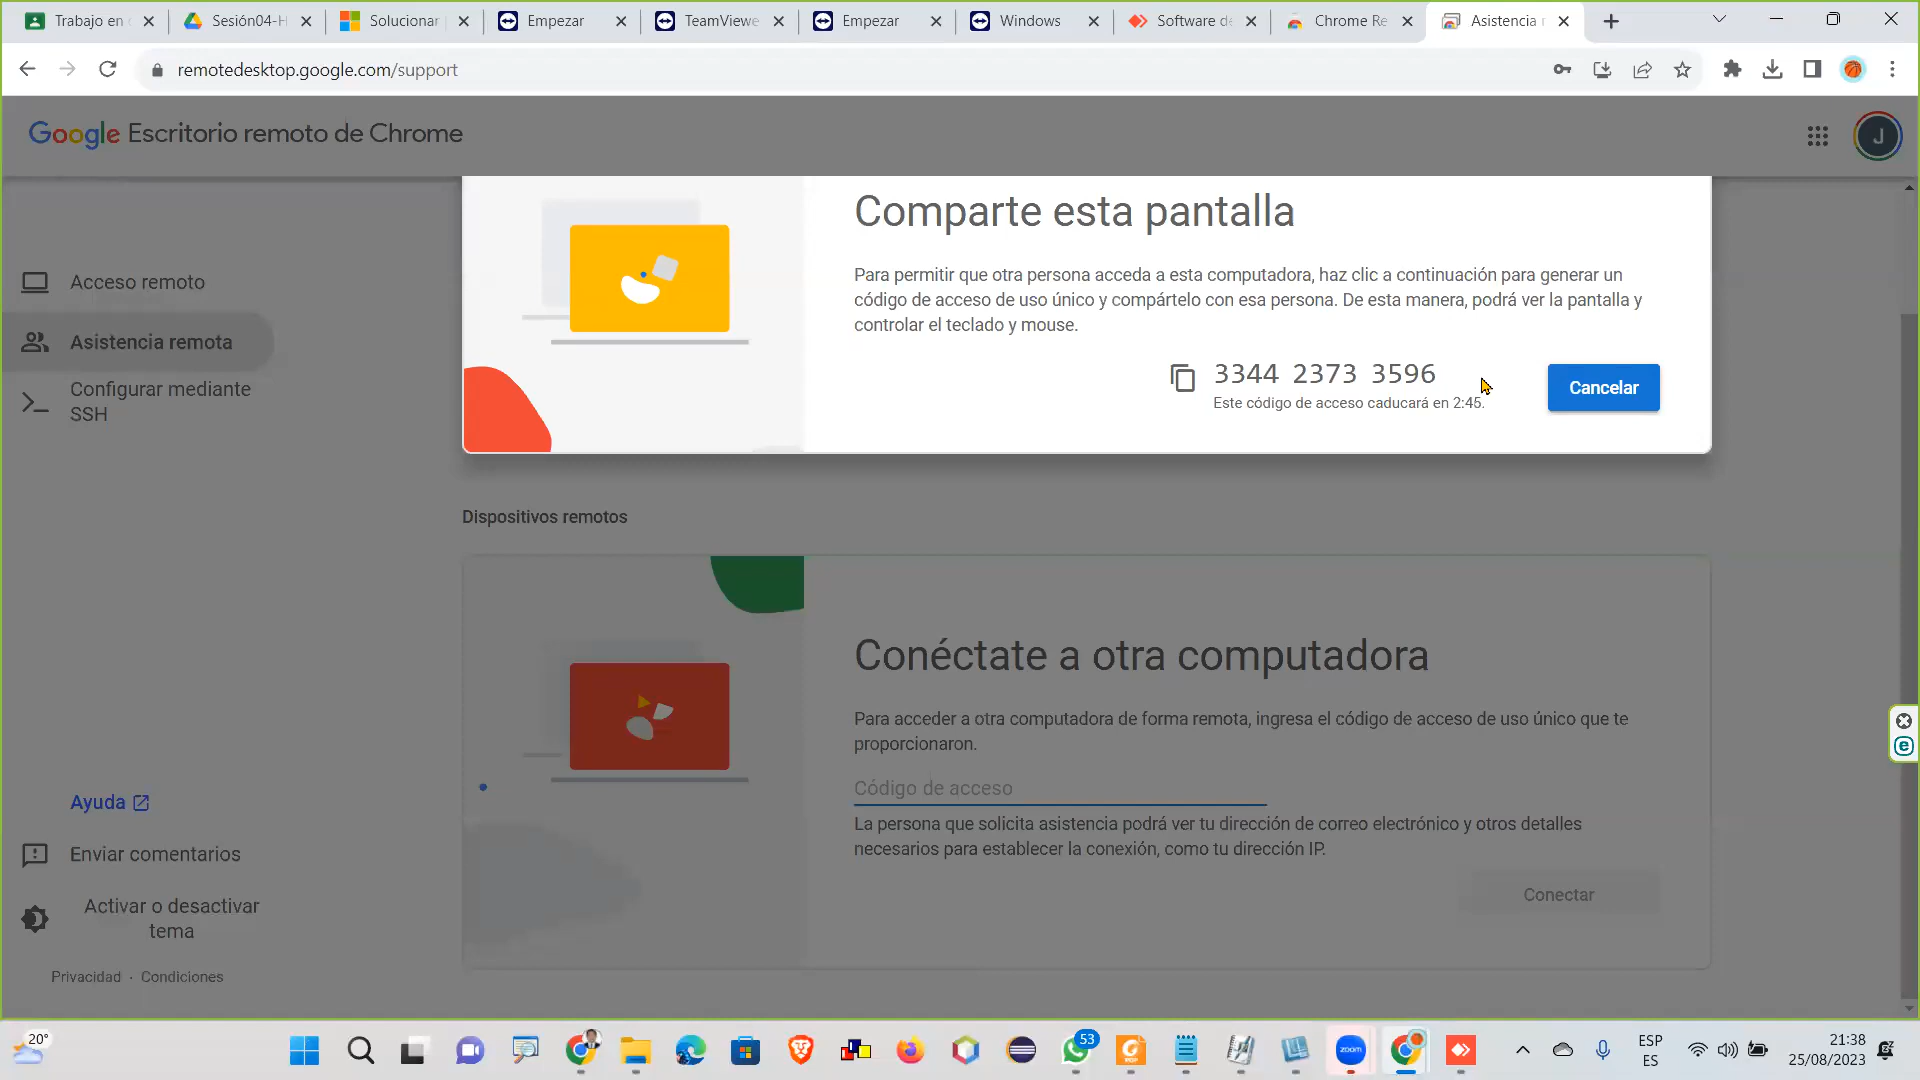 Trabajo en
Sesión04-H
Solucionar
Empezar
TeamViewe
Empezar
Windows
Software de
Chrome Re
Asistencia r
remotedesktop.google.com/support
Google Escritorio remoto de Chrome
J
Comparte esta pantalla
Para permitir que otra persona acceda a esta computadora, haz clic a continuación para generar un
código de acceso de uso único y compártelo con esa persona. De esta manera, podrá ver la pantalla y
controlar el teclado y mouse.
3344 2373 3596
Este código de acceso caducará en 2:45.
Cancelar
Acceso remoto
Asistencia remota
Configurar mediante
SSH
Dispositivos remotos
Conéctate a otra computadora
Para acceder a otra computadora de forma remota, ingresa el código de acceso de uso único que te
proporcionaron.
Código de acceso
La persona que solicita asistencia podrá ver tu dirección de correo electrónico y otros detalles
necesarios para establecer la conexión, como tu dirección IP.
Conectar
Ayuda
Enviar comentarios
Activar o desactivar
tema
Privacidad · Condiciones
20°
53
zoom
ESP
ES
21:38
25/08/2023